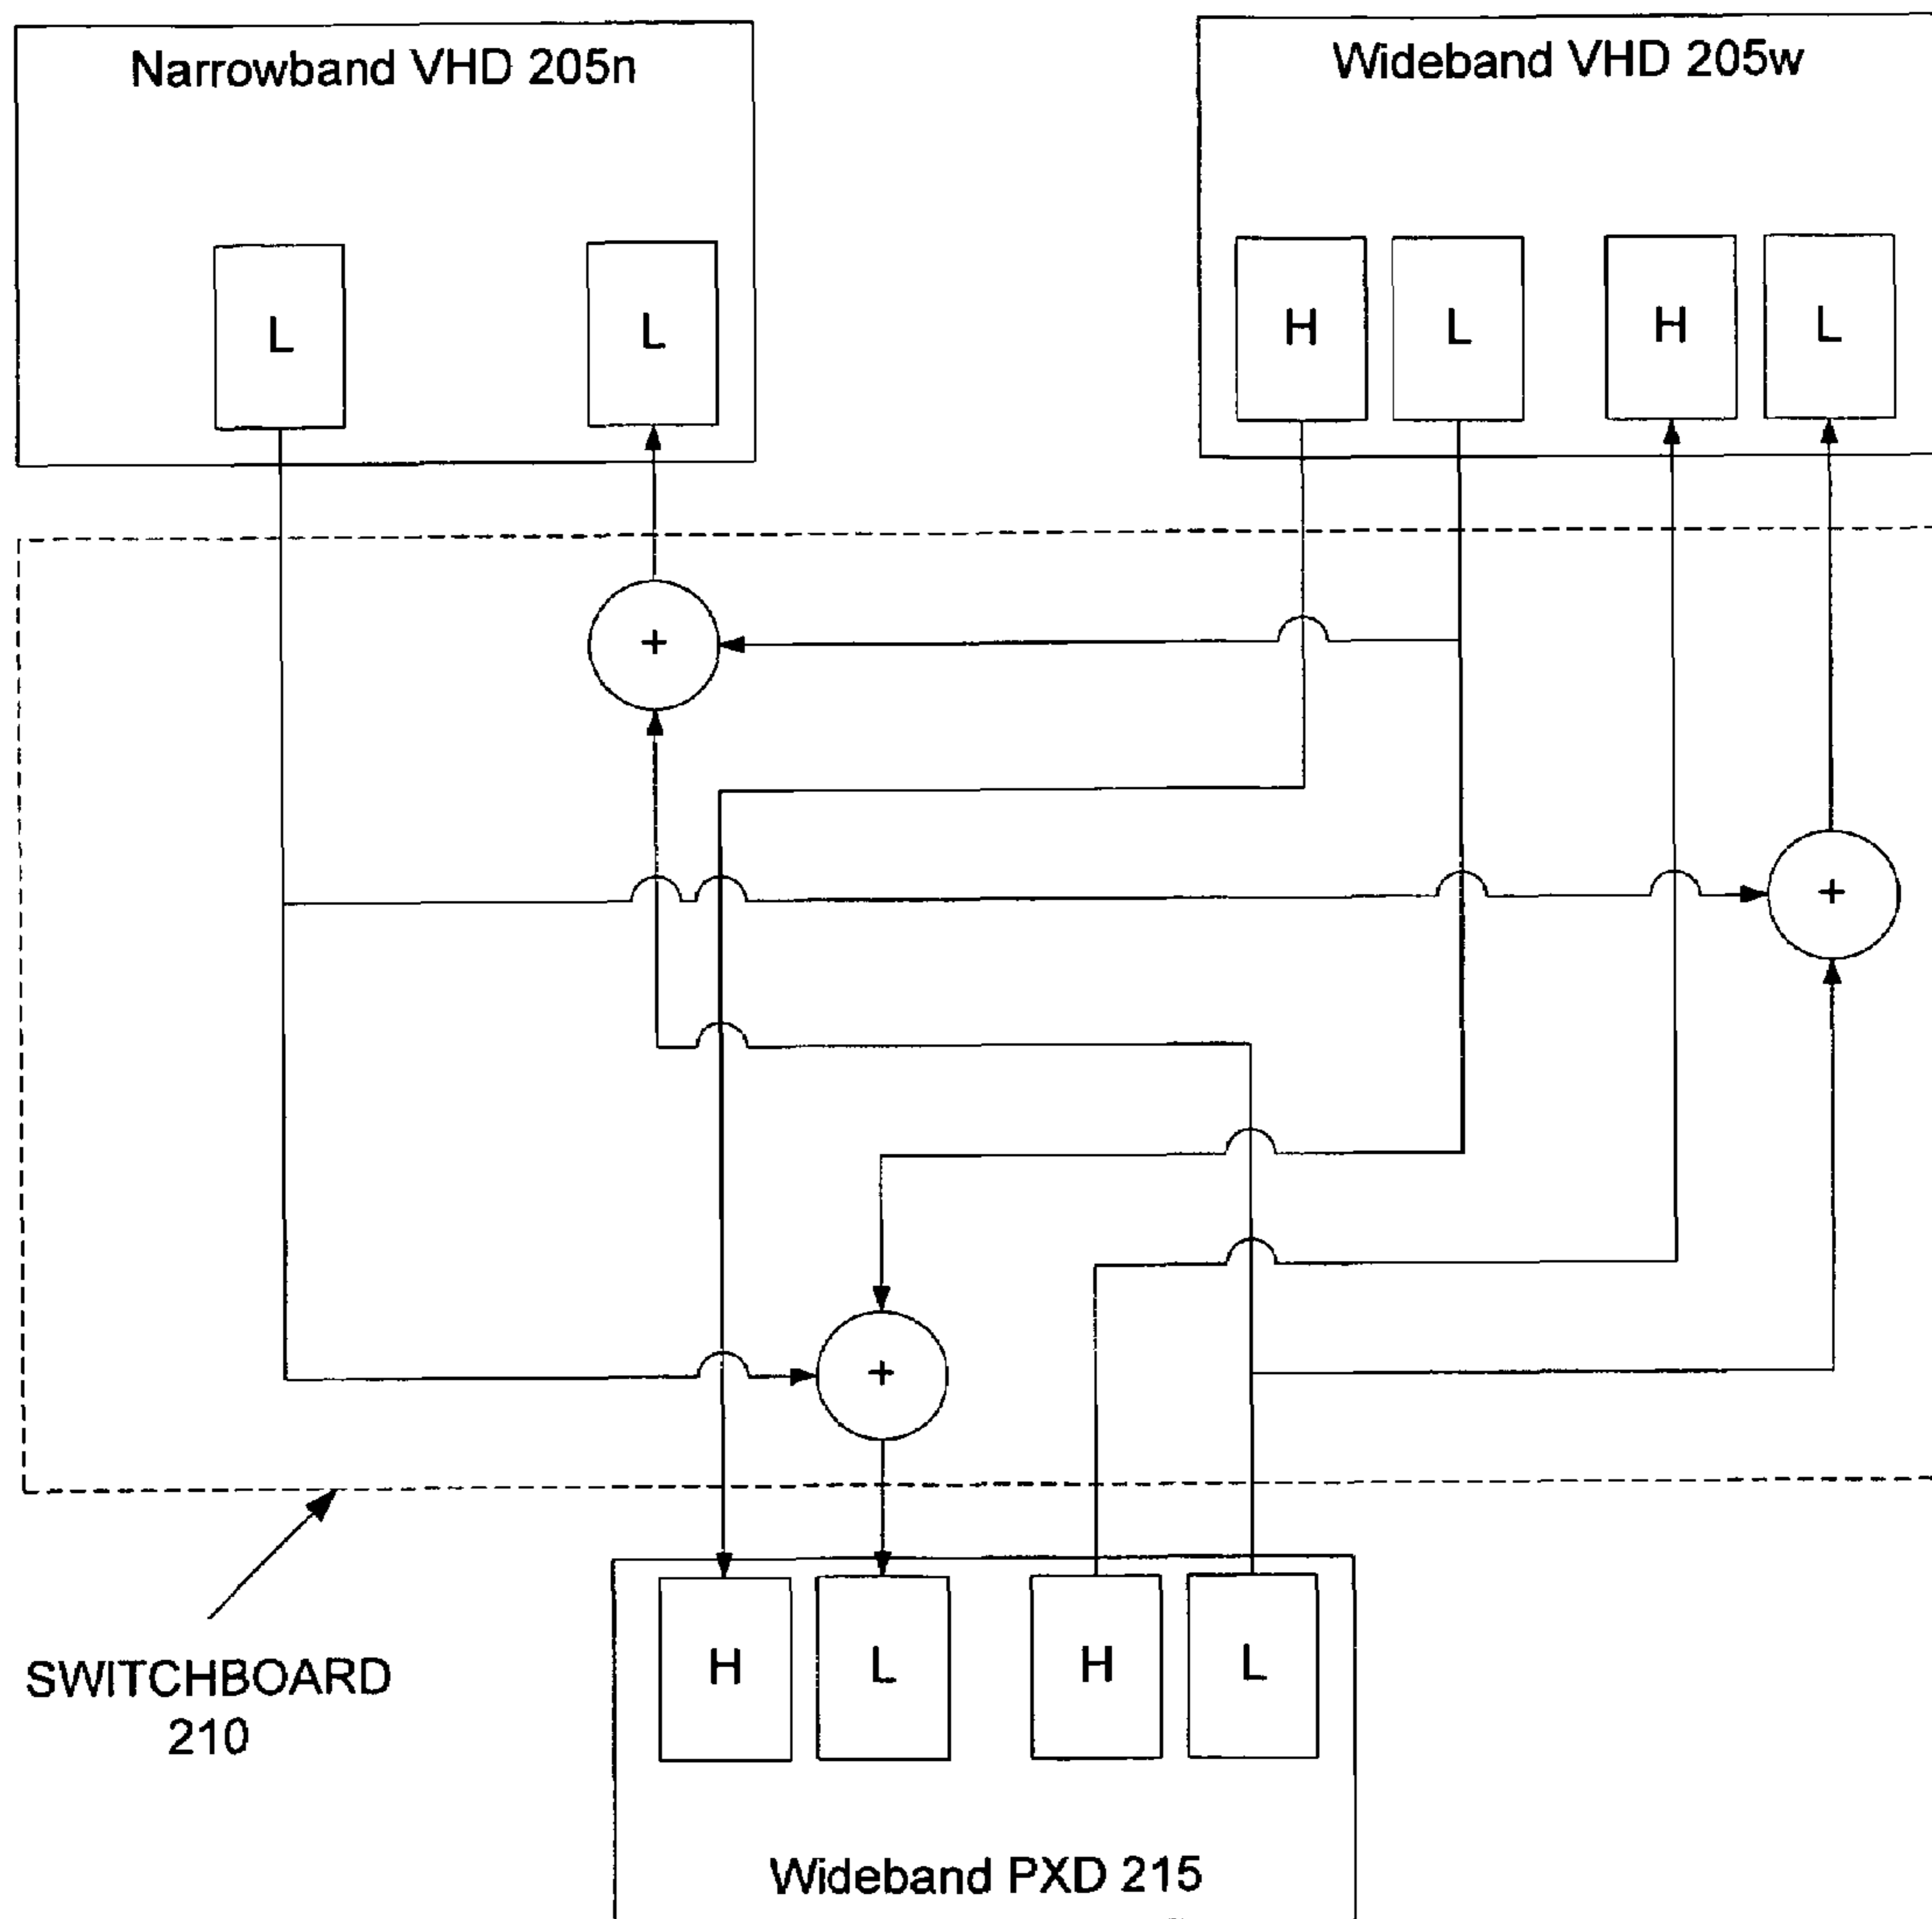 Narrowband VHD 205n
Wideband VHD 205w
L
L
H
L
H
L
+
+
+
H
L
H
L
SWITCHBOARD
210
Wideband PXD 215